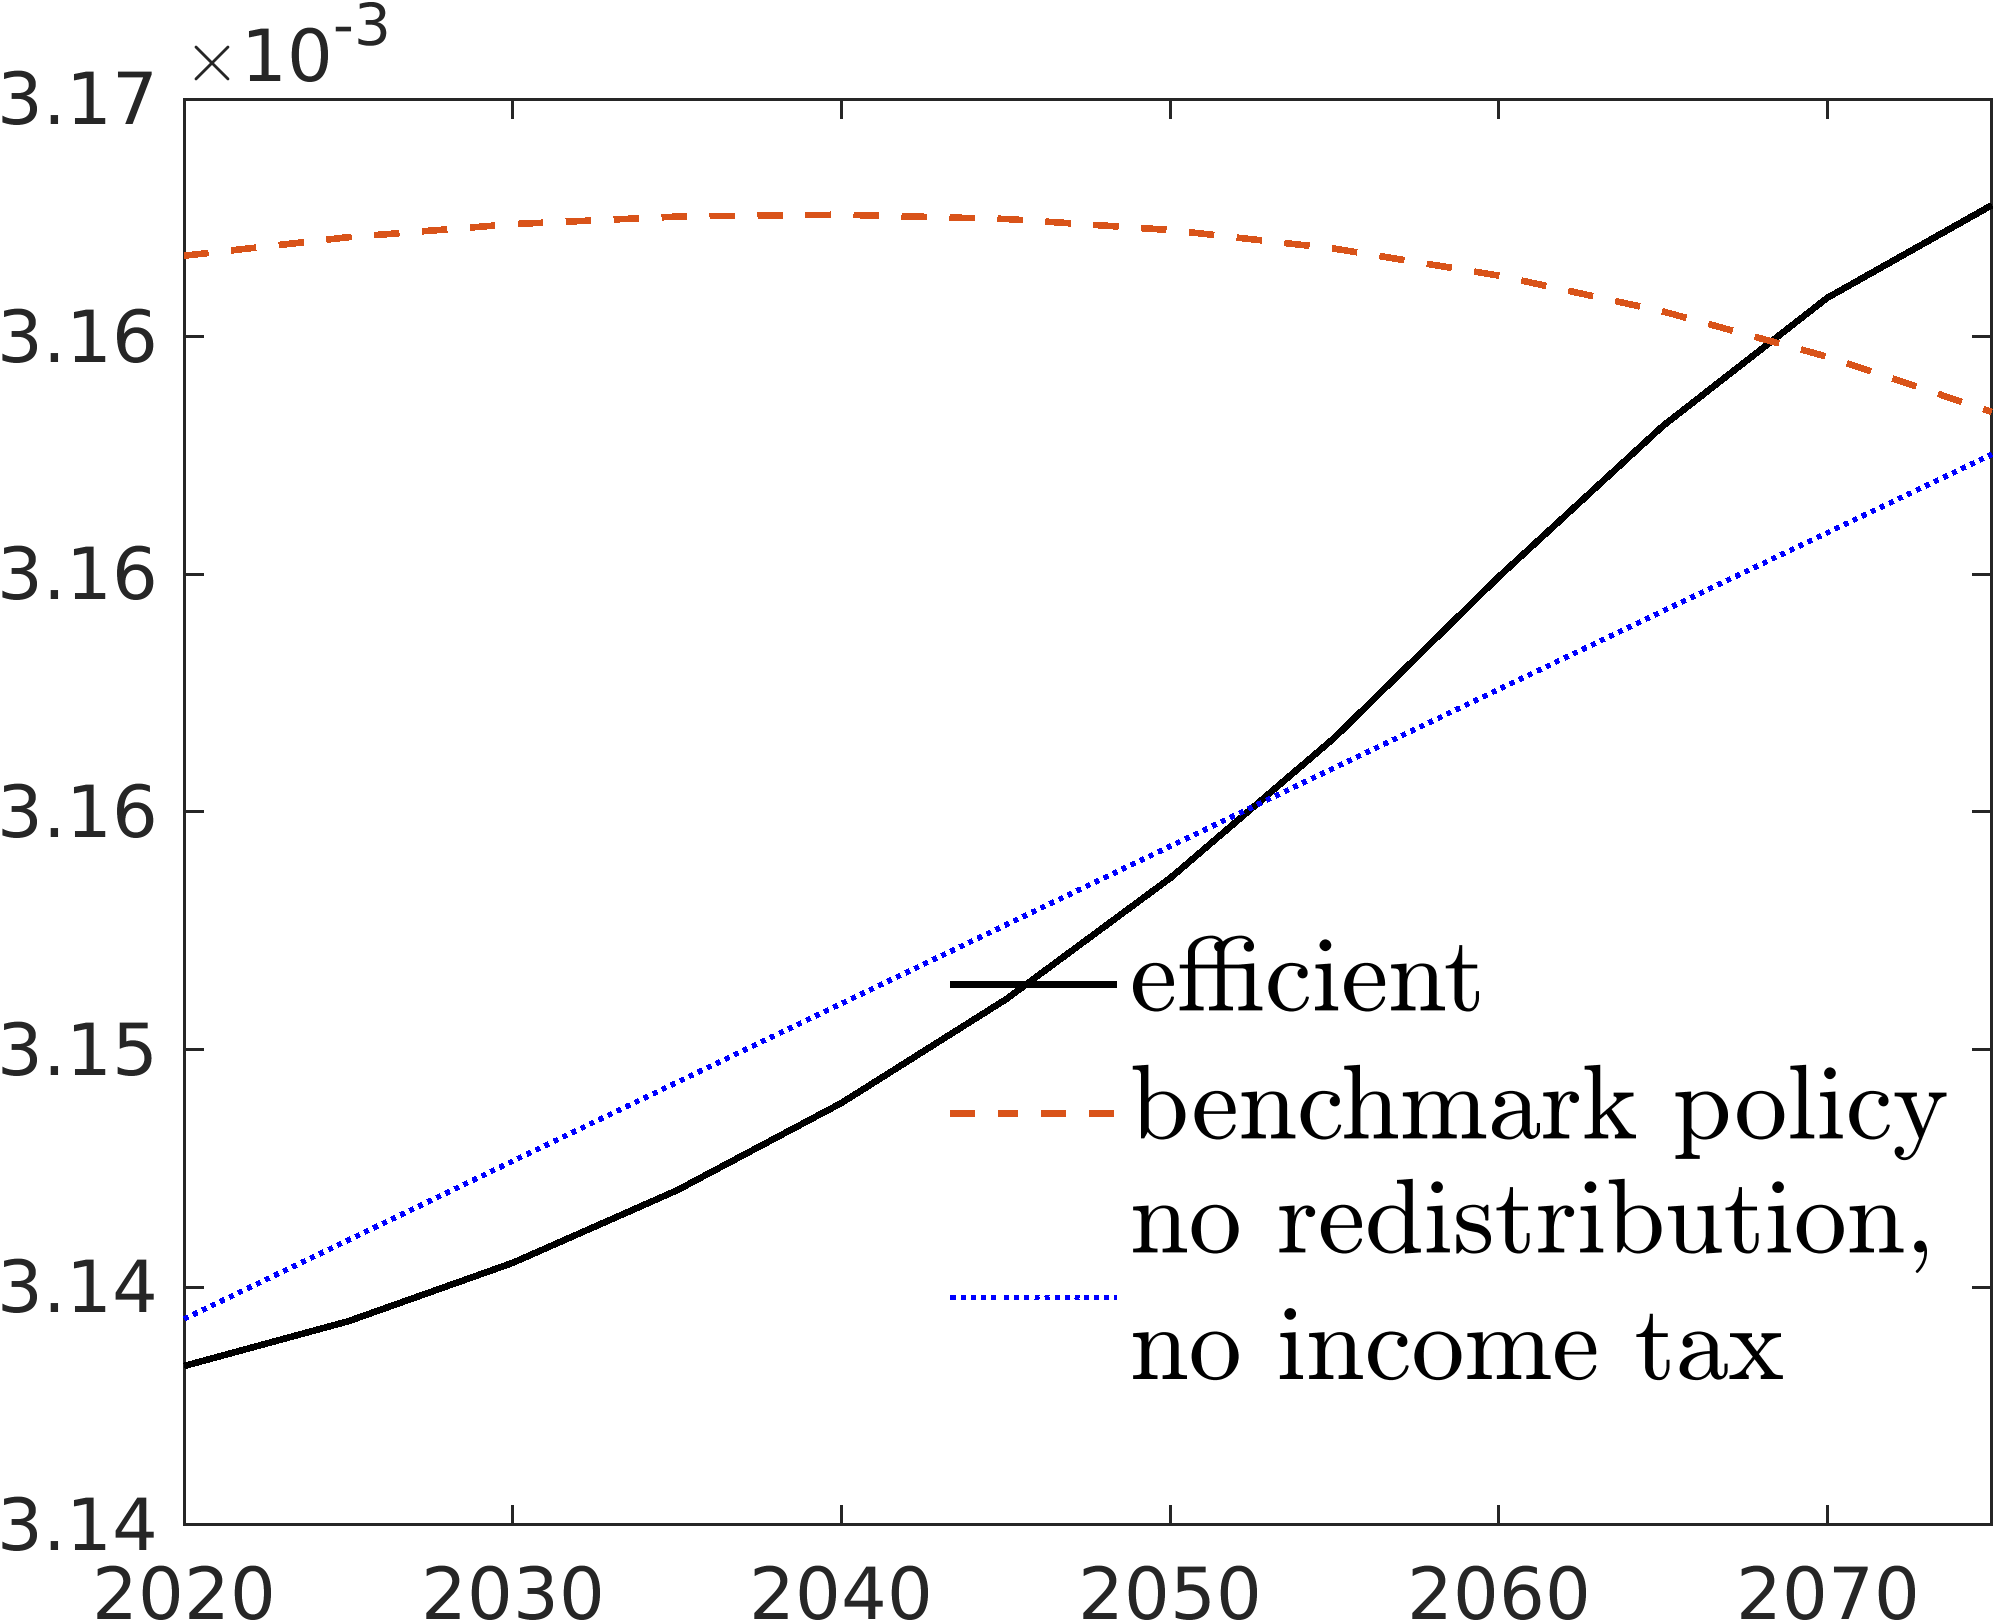 ×10-3
3.17
3.16
3.16
3.16
3.15
3.14
3.14
efficient
benchmark policy
no redistribution,
no income tax
2020 2030 2040 2050 2060 2070